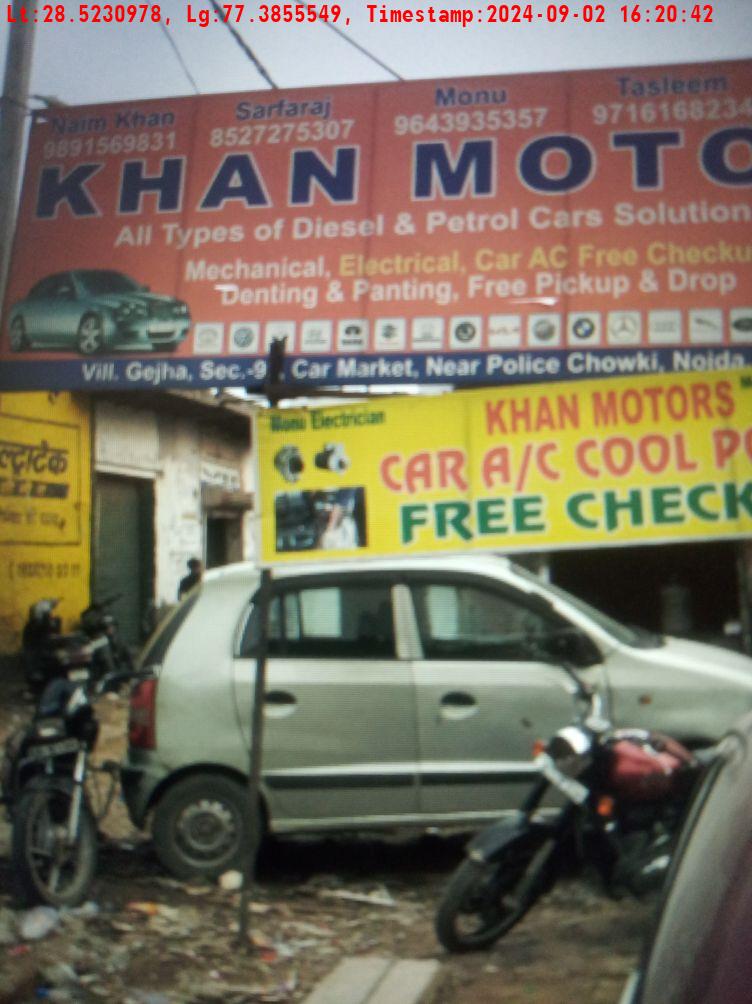 Lt:28.5230978, Lg:77.3855549, Timestamp:2024-09-02 16:20:42
Naim Khan Sarfaraj Monu Tasleem
9891569831 8527275307 9643935357 971616823
KHAN MOTO
All Types of Diesel & Petrol Cars Solution
Mechanical, Electrical, Car AC Free Checku
Denting & Panting, Free Pickup & Drop
Vill. Gejha, Sec.-9 , Car Market, Near Police Chowki, Noida
Monu Electrician
KHAN MOTORS
CAR A/C COOL PO
FREE CHECK
ल्ट्राटेक